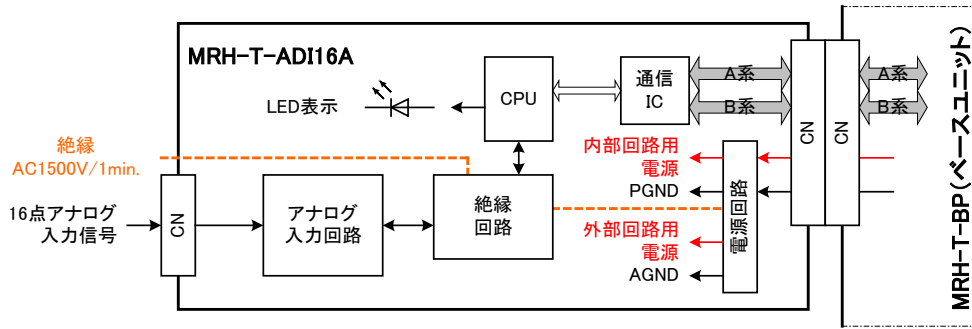 MRH-T-ADI16A
LED表示
CPU
通信
IC
A系
B系
CN
CN
A系
B系
MRH-T-BP(ベースユニット)
絶縁
AC1500V/1min.
16点アナログ
入力信号
CN
アナログ
入力回路
絶縁
回路
内部回路用
電源
PGND
外部回路用
電源
AGND
電源回路